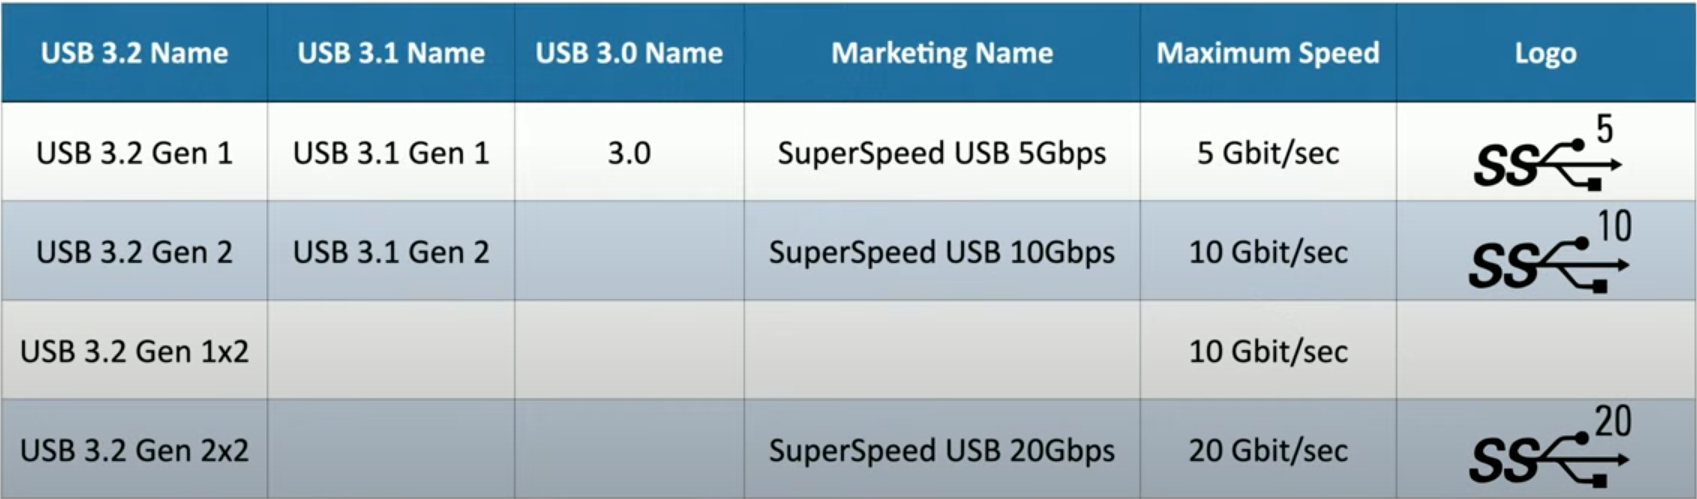 USB 3.2 Name USB 3.1 Name USB 3.0 Name Marketing Name Maximum Speed Logo
USB 3.2 Gen 1 USB 3.1 Gen 1 3.0 SuperSpeed USB 5Gbps 5 Gbit/sec SS 5
USB 3.2 Gen 2 USB 3.1 Gen 2 SuperSpeed USB 10Gbps 10 Gbit/sec SS 10
USB 3.2 Gen 1x2 10 Gbit/sec
USB 3.2 Gen 2x2 SuperSpeed USB 20Gbps 20 Gbit/sec SS 20